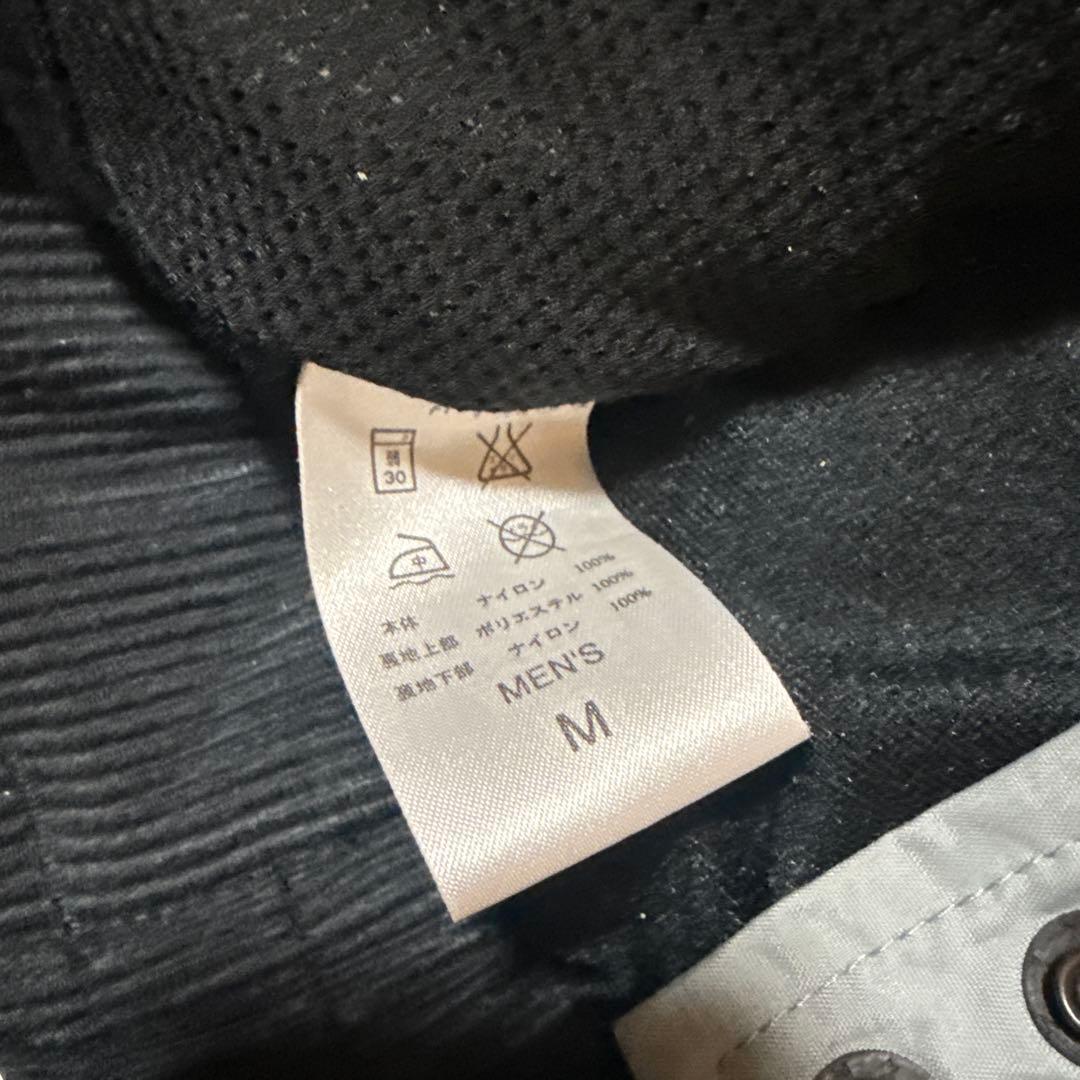 弱
30
中
本体 ナイロン 100%
裏地上部 ポリエステル 100%
裏地下部 ナイロン 100%
MEN'S
M